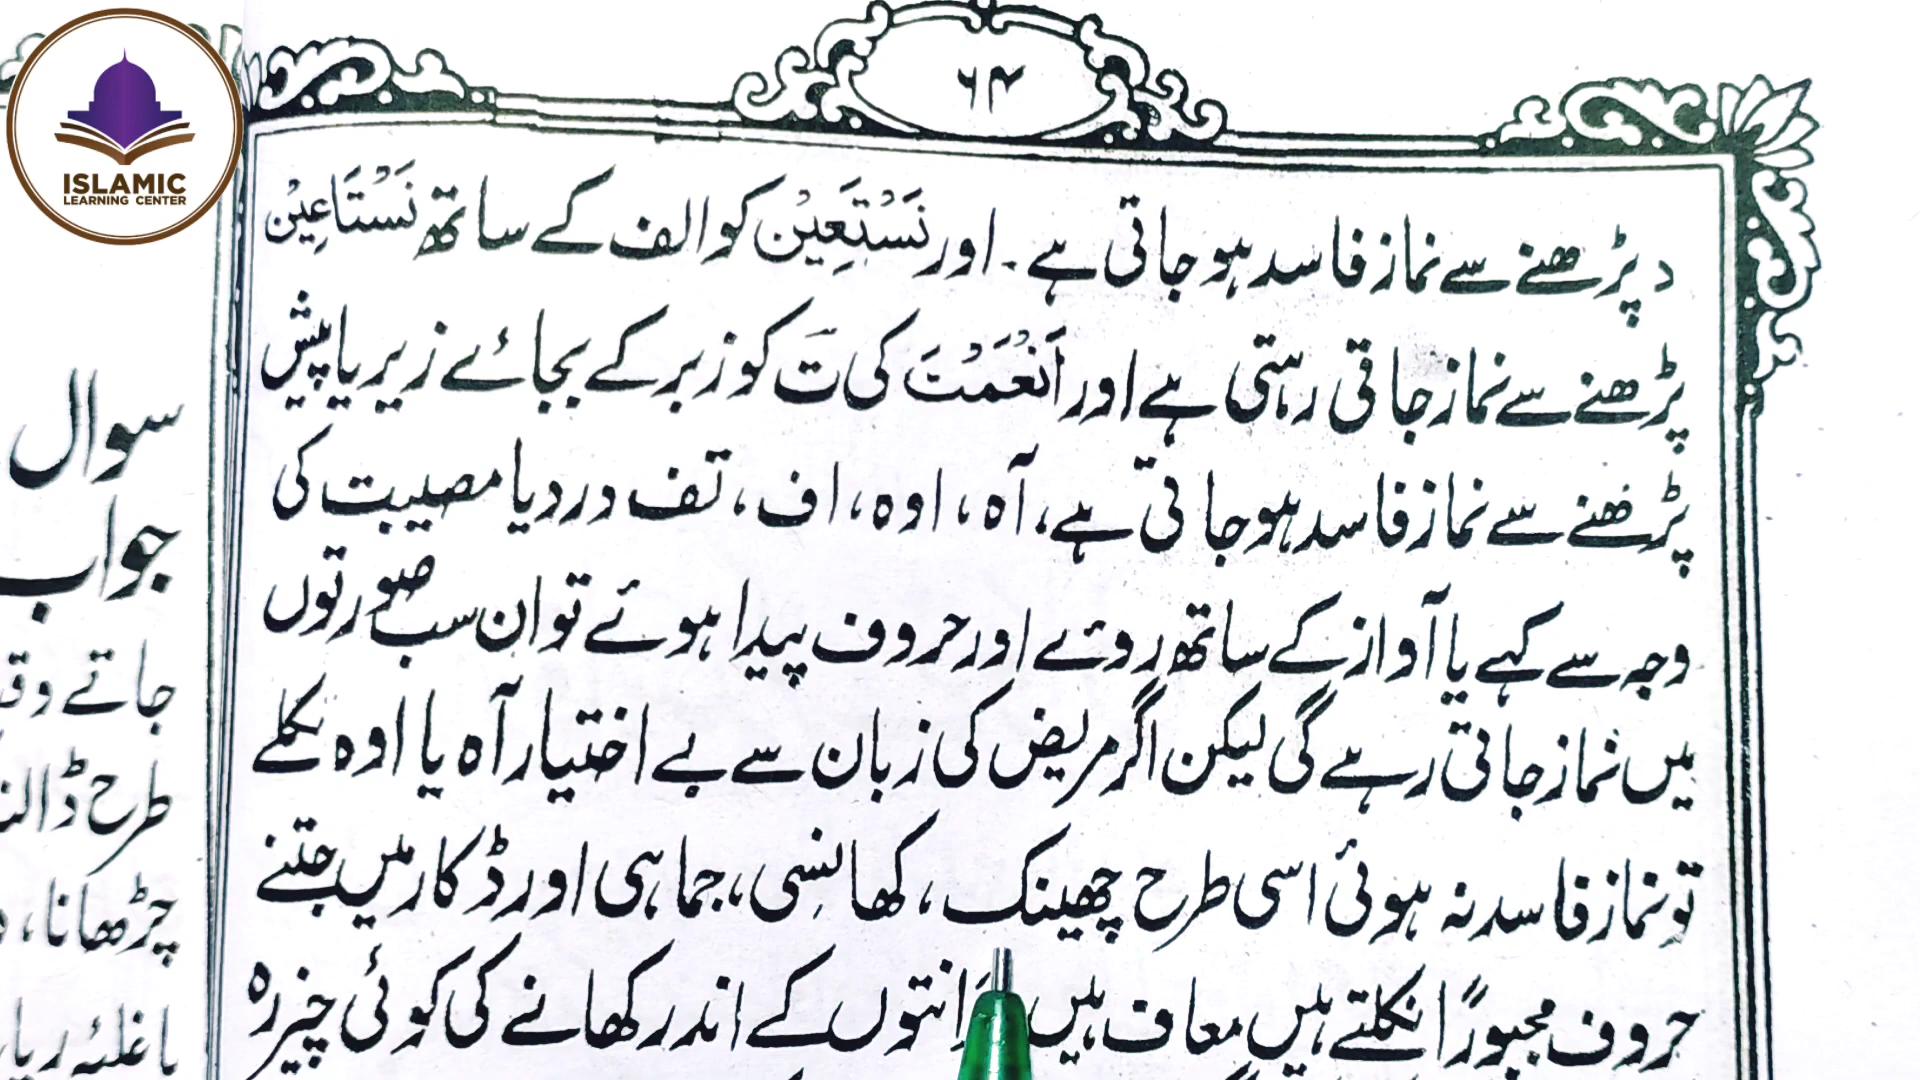 ISLAMIC
LEARNING CENTER
۶۴
د پڑھنے سے نماز فاسد ہو جاتی ہے ۔ اور نَسْتَعِیْن کو الف کے ساتھ نَسْتَاعِیْن
پڑھنے سے نماز جاتی رہتی ہے اور اَنْعَمْتَ کی تَ کو زبر کے بجائے زیر یا پیش
پڑھنے سے نماز فاسد ہو جاتی ہے، آہ، اوہ، اف، تف درد یا مصیبت کی
وجہ سے کہے یا آواز کے ساتھ روئے اور حروف پیدا ہوئے تو ان سب صورتوں
میں نماز جاتی رہے گی لیکن اگر مریض کی زبان سے بے اختیار آہ یا اوہ نکلے
تو نماز فاسد نہ ہوئی اسی طرح چھینک، کھانسی، جماہی اور ڈکار میں جتنے
حروف مجبوراً نکلتے ہیں معاف ہیں دانتوں کے اندر کھانے کی کوئی چیز رہ
سوال
جواب
جاتے
طرح
چڑھانا،